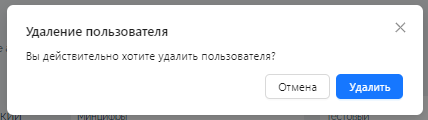 Удаление пользователя
Вы действительно хотите удалить пользователя?
Отмена
Удалить